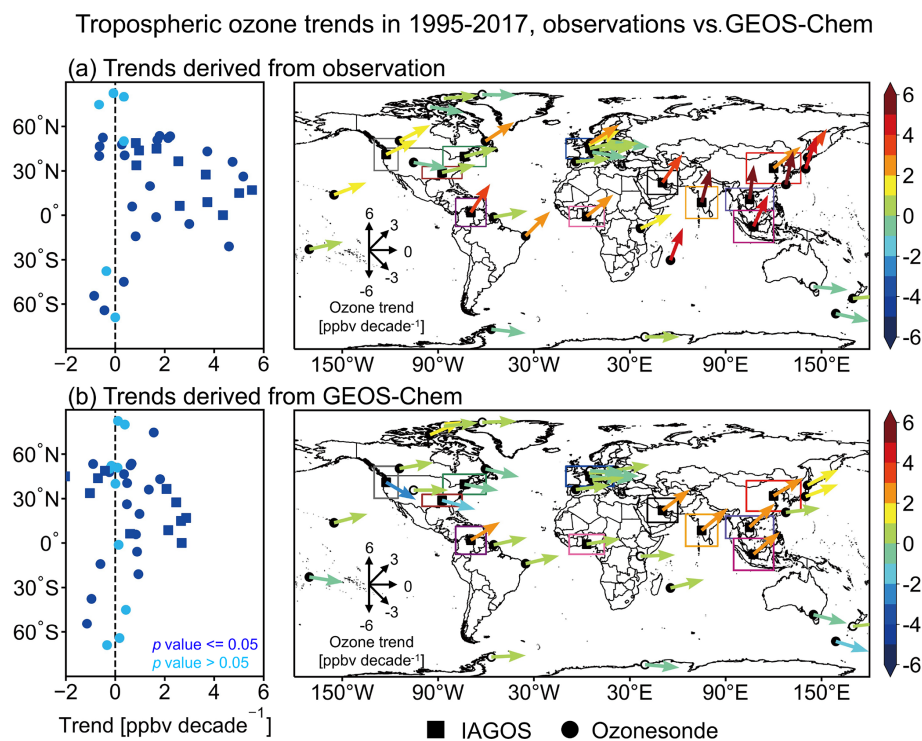 Tropospheric ozone trends in 1995-2017, observations vs. GEOS-Chem
(a) Trends derived from observation
60°N
30°N
0°
30°S
60°S
−2 0 2 4 6
6
3
3
-3
-3
-6
Ozone trend
[ppbv decade⁻¹]
150°W 90°W 30°W 30°E 90°E 150°E
6
4
2
0
-2
-4
-6
(b) Trends derived from GEOS-Chem
60°N
30°N
0°
30°S
60°S
p value <= 0.05
p value > 0.05
−2 0 2 4 6
Trend [ppbv decade⁻¹]
6
3
3
-3
-3
-6
Ozone trend
[ppbv decade⁻¹]
150°W 90°W 30°W 30°E 90°E 150°E
6
4
2
0
-2
-4
-6
IAGOS Ozonesonde